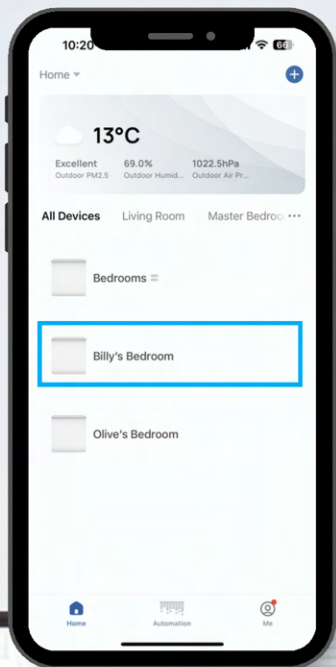 10:20
66
Home
13°C
Excellent 69.0% 1022.5hPa
Outdoor PM2.5 Outdoor Humid... Outdoor Air Pr...
All Devices Living Room Master Bedroo ...
Bedrooms
Billy's Bedroom
Olive's Bedroom
Home Automation Me